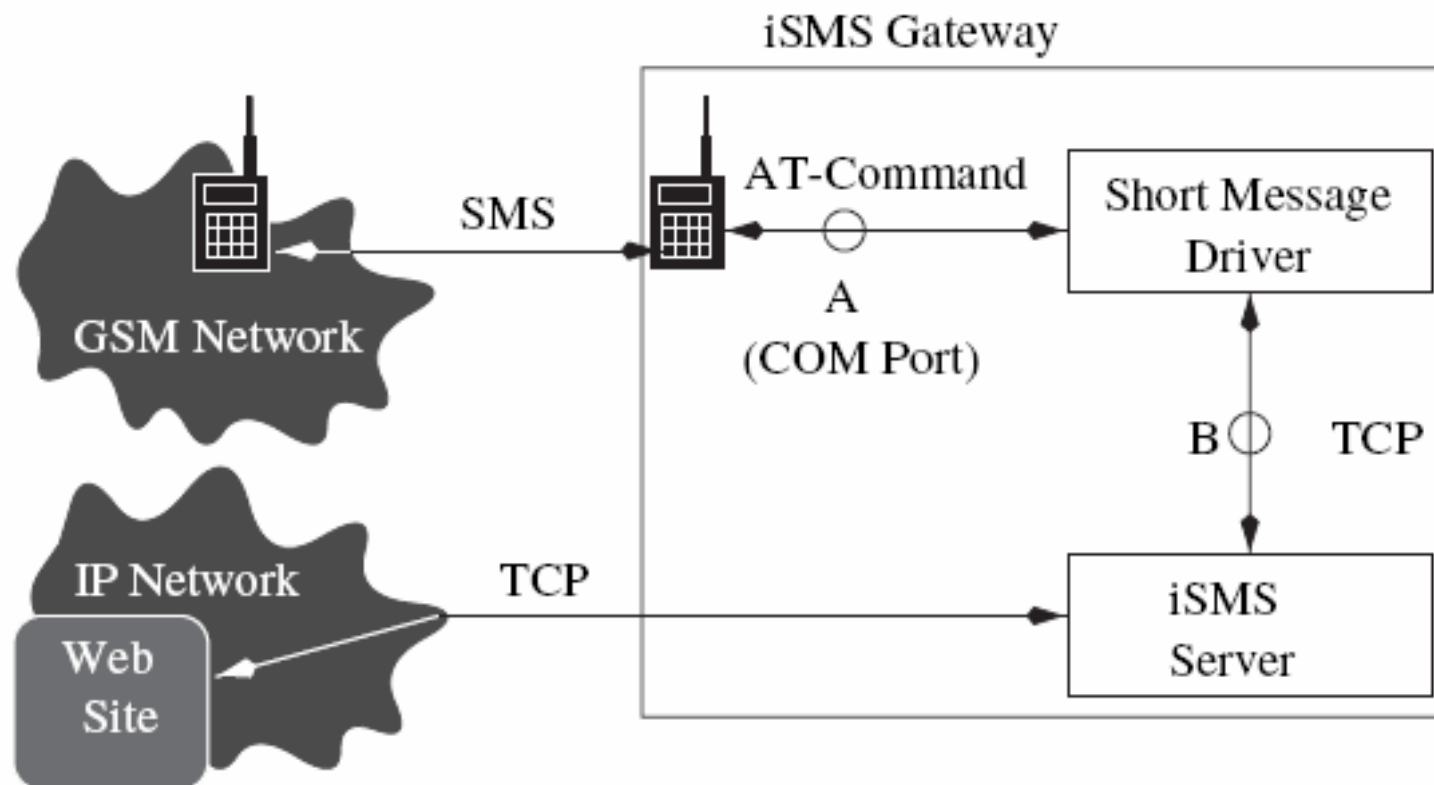 iSMS Gateway
AT-Command
SMS
Short Message
Driver
A
(COM Port)
GSM Network
B
TCP
IP Network
TCP
iSMS
Server
Web
Site